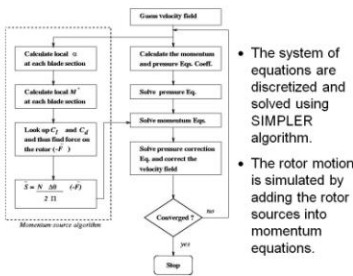 Guess velocity field
Calculate local α
at each blade section
Calculate local M*
at each blade section
Look up Cl and Cd
and thus find force on
the rotor (-F)
S = N Δθ (-F)
2 Π
Momentum source algorithm
Calculate the momentum
and pressure Eqs. Coeff.
Solve pressure Eq.
Solve momentum Eqs.
Solve pressure correction
Eq. and correct the
velocity field
Converged ?
no
yes
Stop
• The system of
equations are
discretized and
solved using
SIMPLER
algorithm.
• The rotor motion
is simulated by
adding the rotor
sources into
momentum
equations.